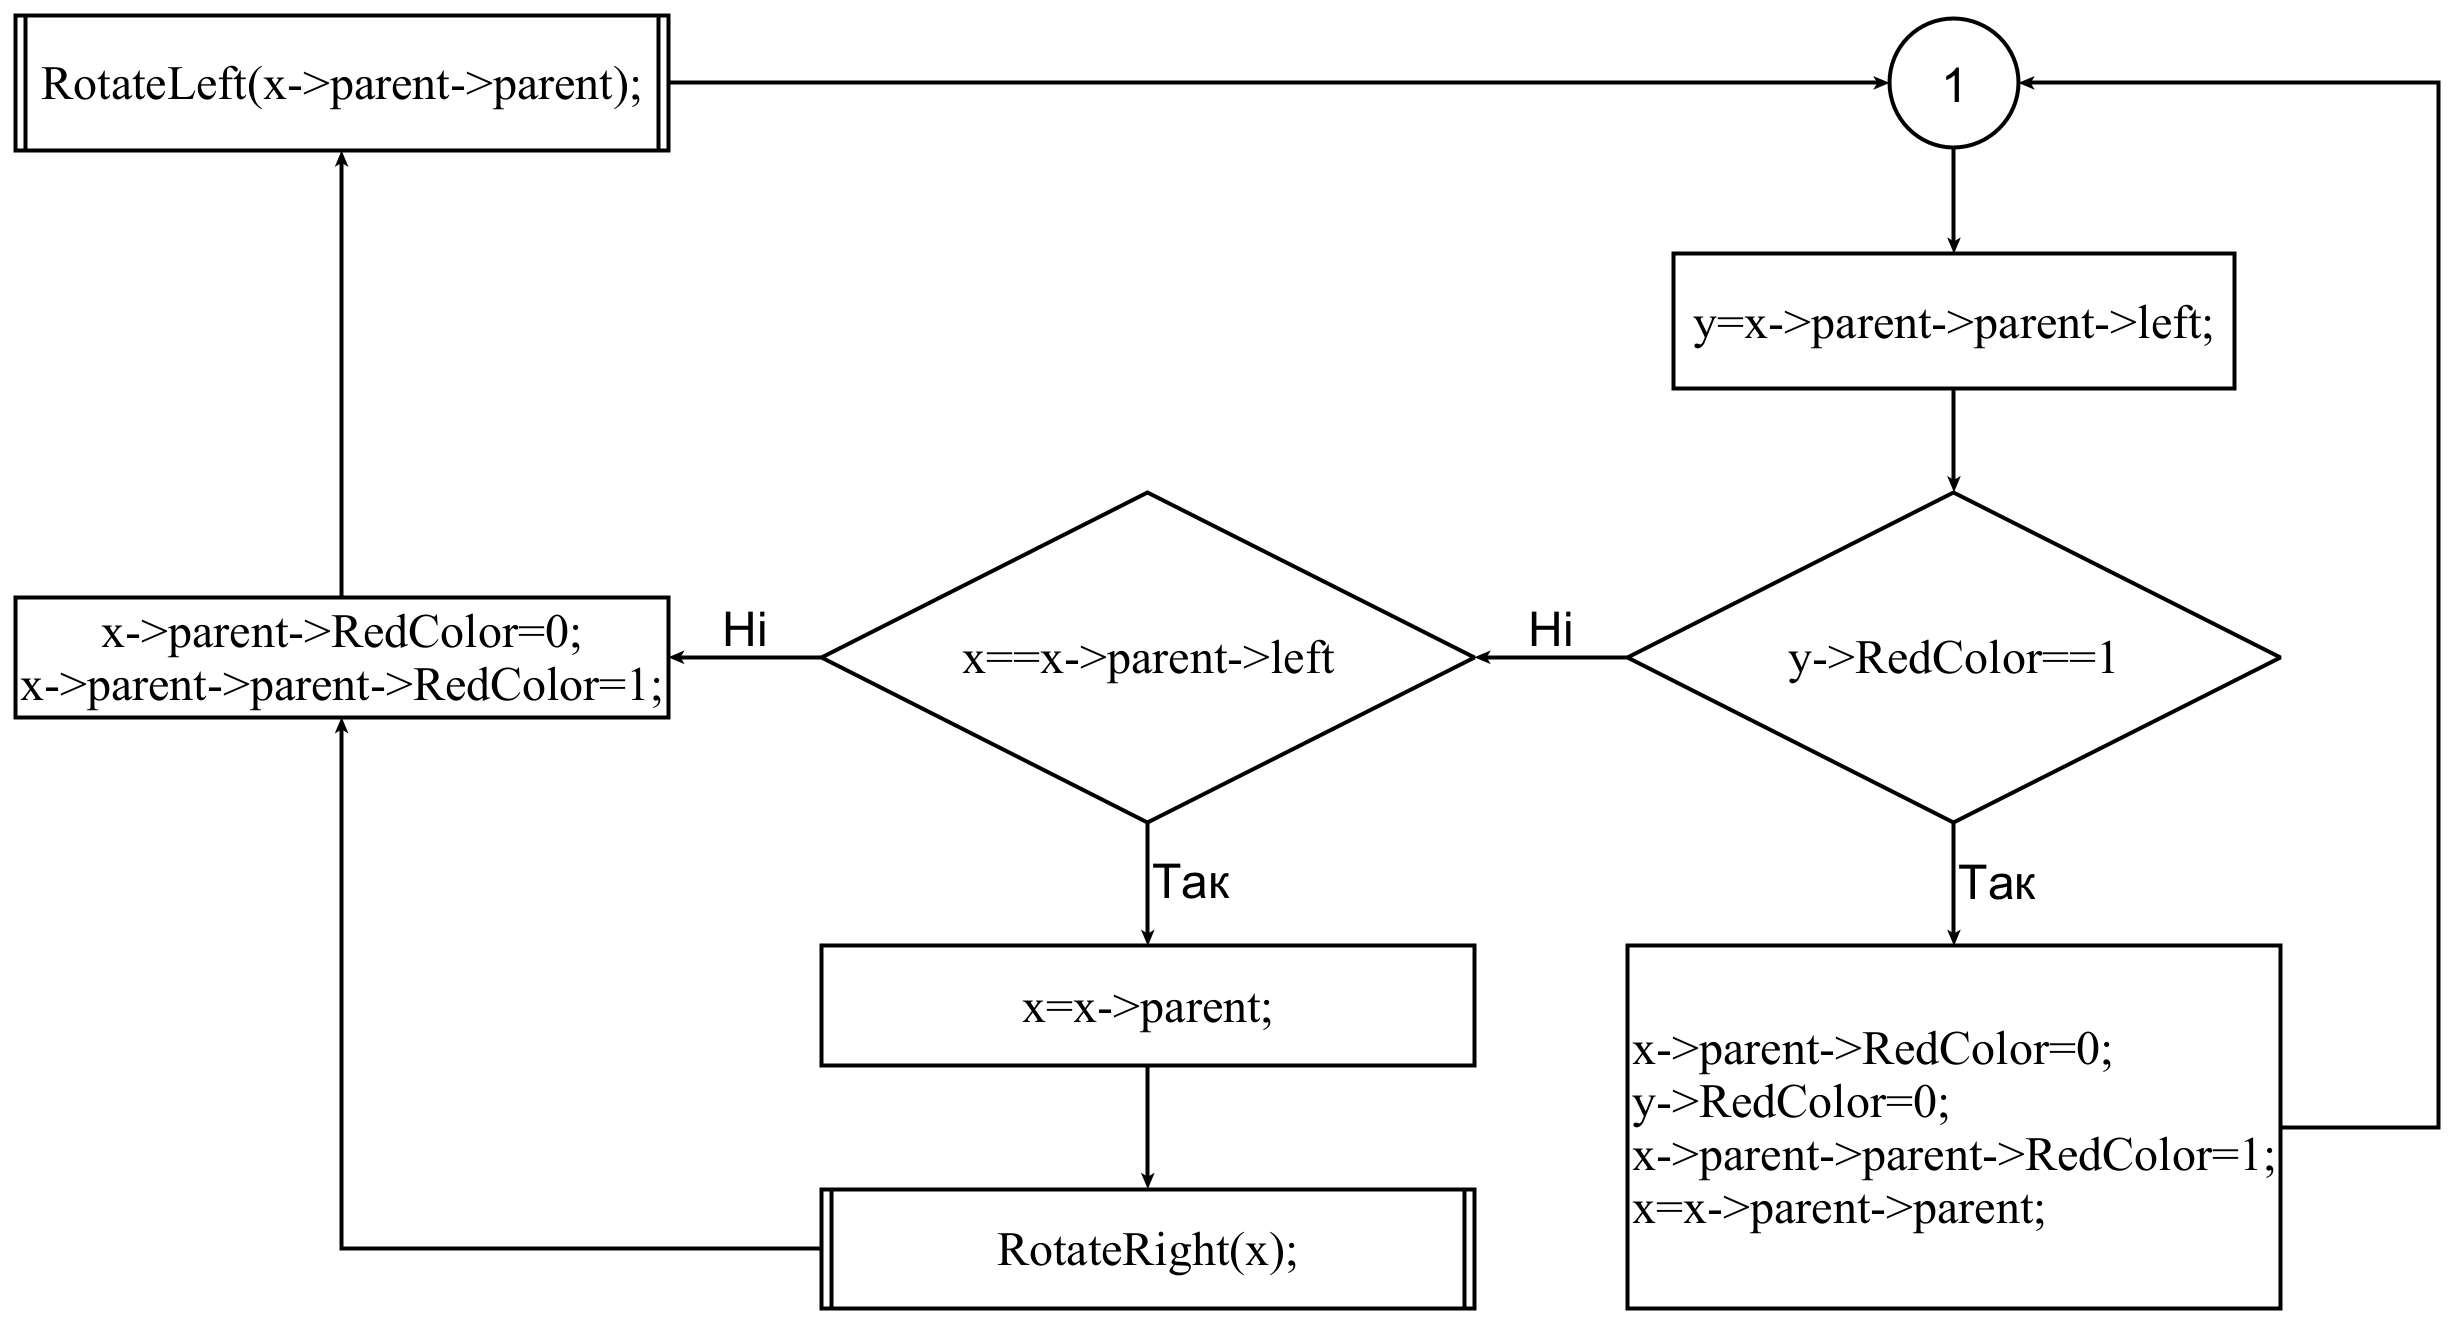 RotateLeft(x->parent->parent);
1
y=x->parent->parent->left;
y->RedColor==1
Ні
Так
x==x->parent->left
Ні
Так
x->parent->RedColor=0;
x->parent->parent->RedColor=1;
x=x->parent;
RotateRight(x);
x->parent->RedColor=0;
y->RedColor=0;
x->parent->parent->RedColor=1;
x=x->parent->parent;